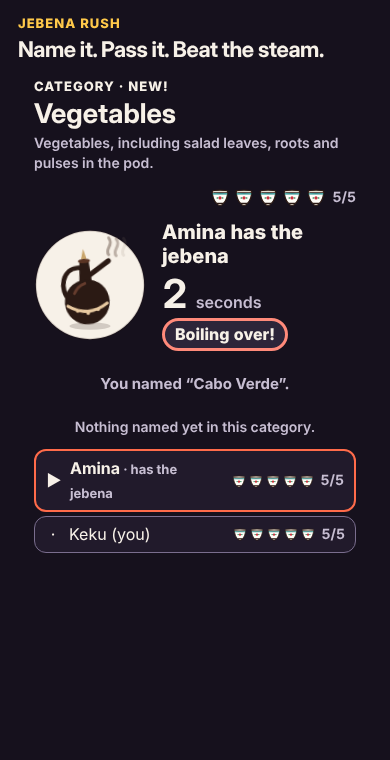 JEBENA RUSH
Name it. Pass it. Beat the steam.
CATEGORY · NEW!
Vegetables
Vegetables, including salad leaves, roots and
pulses in the pod.
5/5
Amina has the
jebena
2 seconds
Boiling over!
You named “Cabo Verde”.
Nothing named yet in this category.
Amina · has the
jebena
5/5
· Keku (you) 5/5